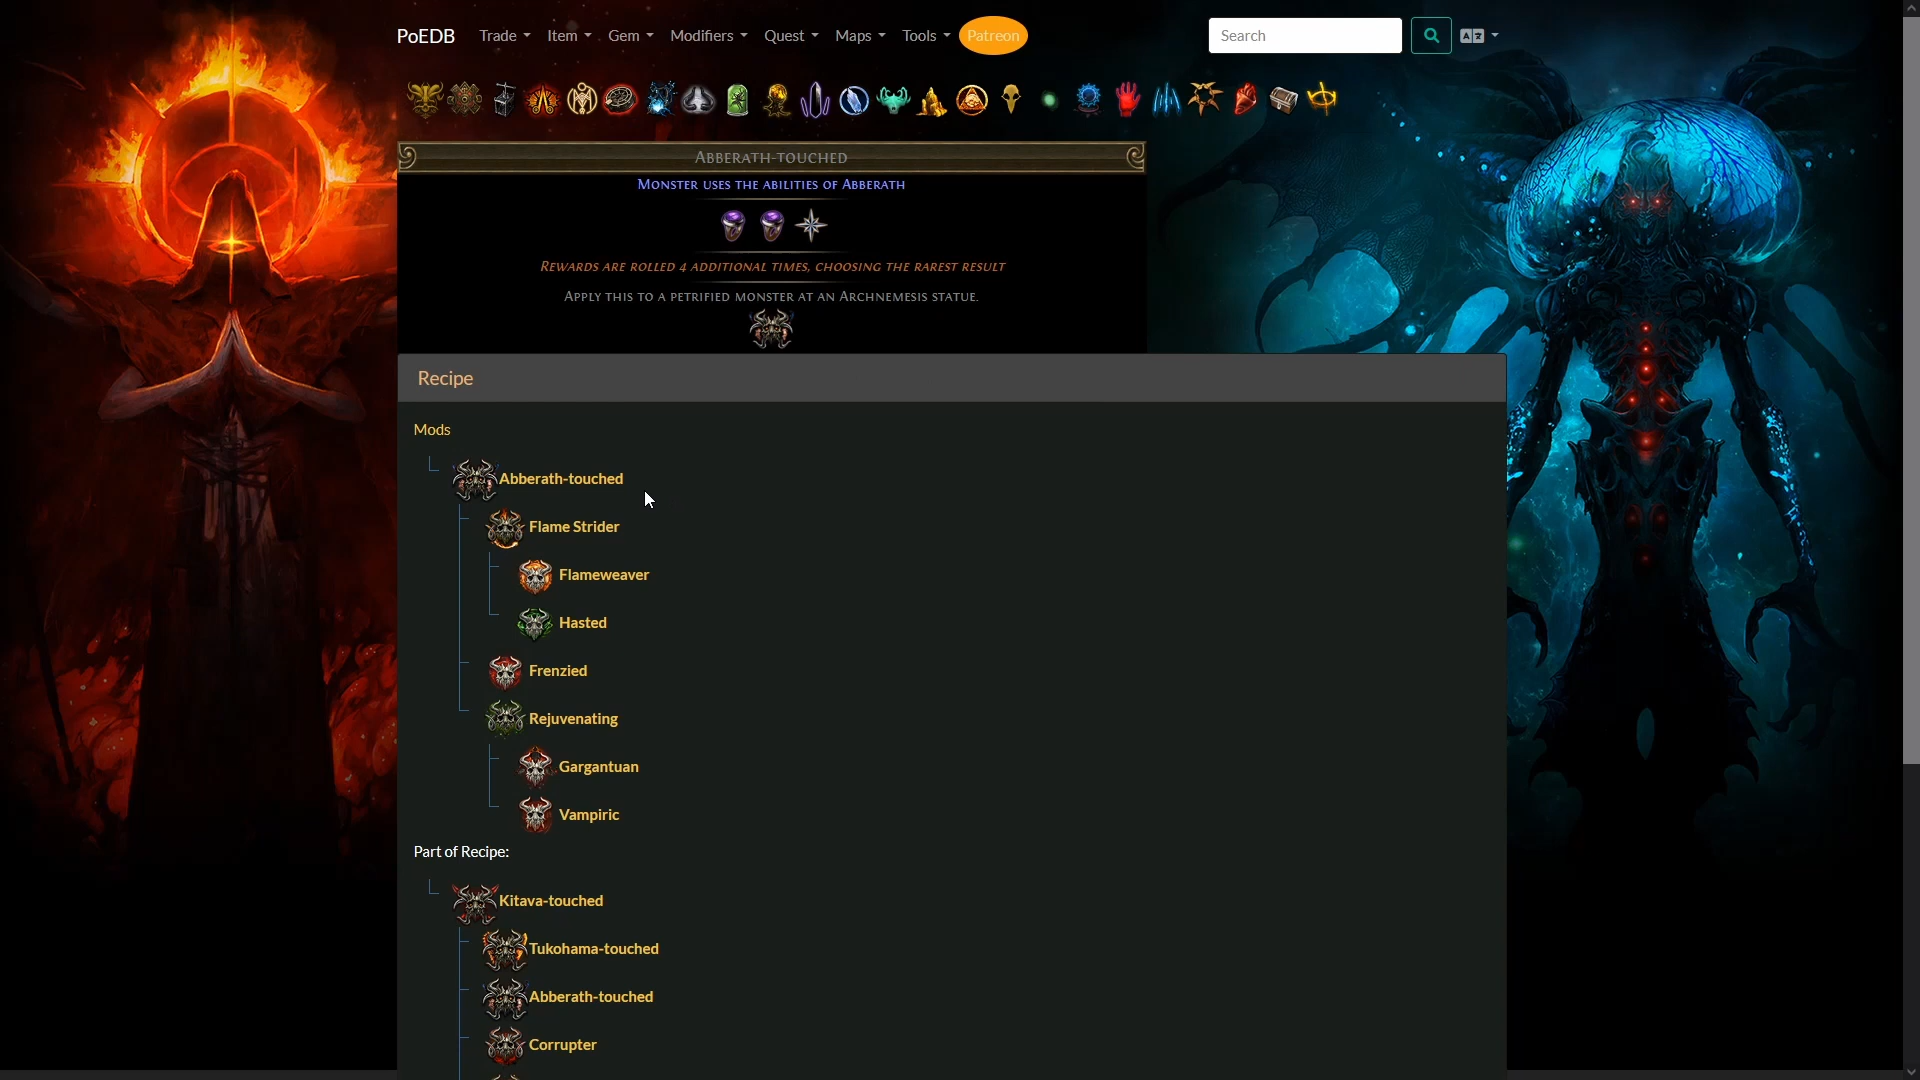 PoEDB Trade Item Gem Modifiers Quest Maps Tools Patreon Search
ABBERATH-TOUCHED
MONSTER USES THE ABILITIES OF ABBERATH
REWARDS ARE ROLLED 4 ADDITIONAL TIMES, CHOOSING THE RAREST RESULT
APPLY THIS TO A PETRIFIED MONSTER AT AN ARCHNEMESIS STATUE.
Recipe
Mods
Abberath-touched
Flame Strider
Flameweaver
Hasted
Frenzied
Rejuvenating
Gargantuan
Vampiric
Part of Recipe:
Kitava-touched
Tukohama-touched
Abberath-touched
Corrupter